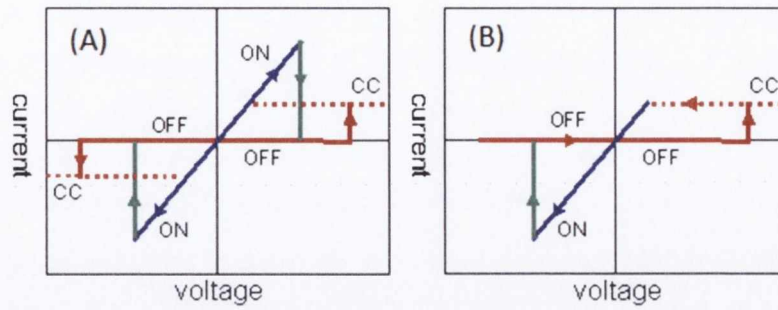 (A)
ON
CC
OFF
OFF
CC
ON
current
voltage
(B)
CC
OFF
OFF
ON
current
voltage